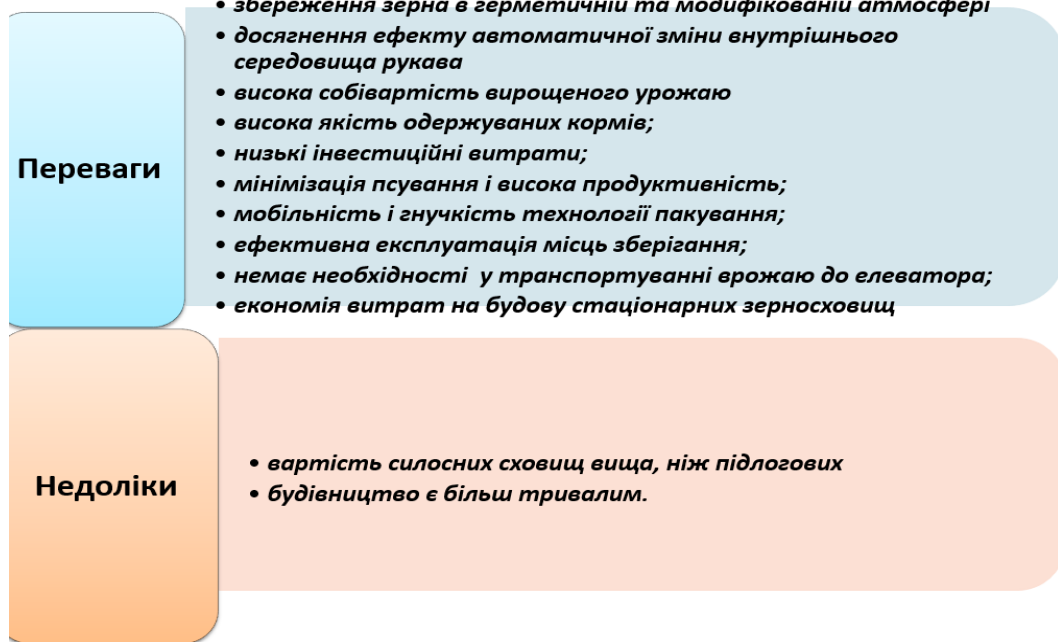 Переваги
• збереження зерна в герметичній та модифікованій атмосфері
• досягнення ефекту автоматичної зміни внутрішнього
середовища рукава
• висока собівартість вирощеного урожаю
• висока якість одержуваних кормів;
• низькі інвестиційні витрати;
• мінімізація псування і висока продуктивність;
• мобільність і гнучкість технології пакування;
• ефективна експлуатація місць зберігання;
• немає необхідності  у транспортуванні врожаю до елеватора;
• економія витрат на будову стаціонарних зерносховищ
Недоліки
• вартість силосних сховищ вища, ніж підлогових
• будівництво є більш тривалим.